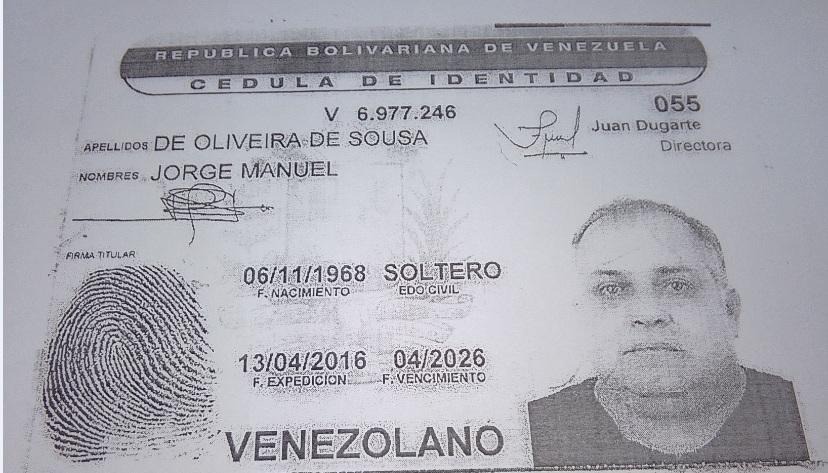 REPUBLICA BOLIVARIANA DE VENEZUELA
CEDULA DE IDENTIDAD
V 6.977.246
055
APELLIDOS DE OLIVEIRA DE SOUSA
Juan Dugarte
Directora
NOMBRES JORGE MANUEL
FIRMA TITULAR
06/11/1968 SOLTERO
F. NACIMIENTO EDO CIVIL
13/04/2016 04/2026
F. EXPEDICION F. VENCIMIENTO
VENEZOLANO